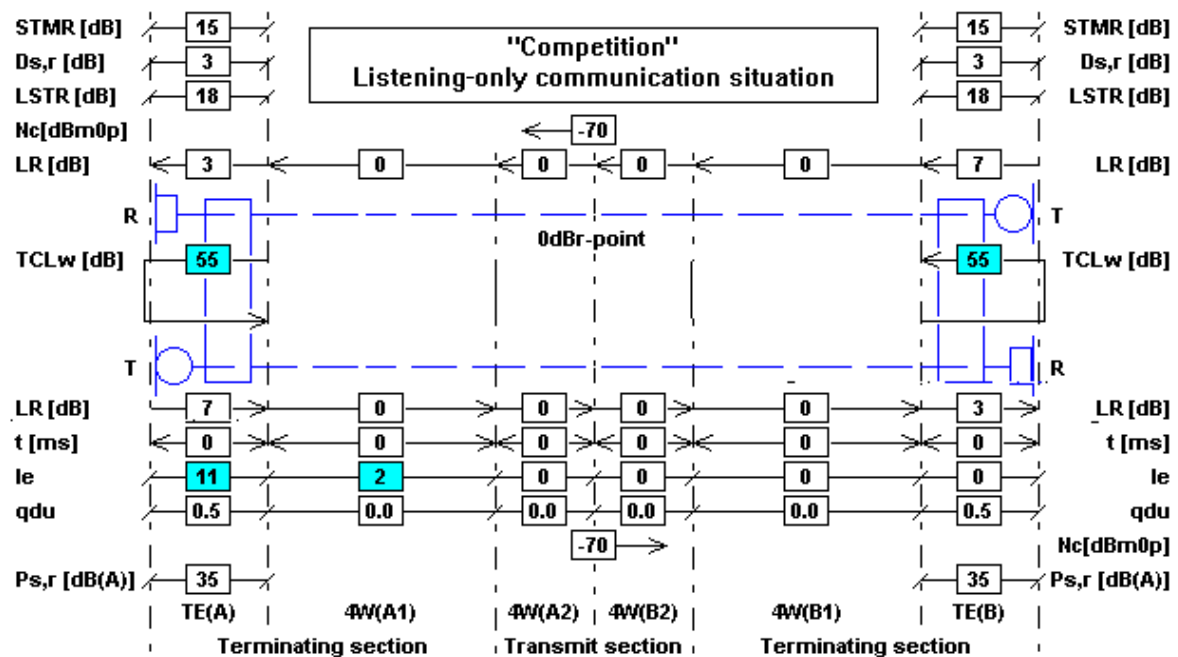 STMR [dB] 15 15 STMR [dB]
"Competition"
Listening-only communication situation
Ds,r [dB] 3 3 Ds,r [dB]
LSTR [dB] 18 18 LSTR [dB]
Nc[dBm0p] -70
LR [dB] 3 0 0 0 0 7 LR [dB]
R T
0dBr-point
TCLw [dB] 55 55 TCLw [dB]
T R
LR [dB] 7 0 0 0 0 3 LR [dB]
t [ms] 0 0 0 0 0 0 t [ms]
Ie 11 2 0 0 0 0 Ie
qdu 0.5 0.0 0.0 0.0 0.0 0.5 qdu
-70 Nc[dBm0p]
Ps,r [dB(A)] 35 35 Ps,r [dB(A)]
TE(A) 4W(A1) 4W(A2) 4W(B2) 4W(B1) TE(B)
Terminating section Transmit section Terminating section